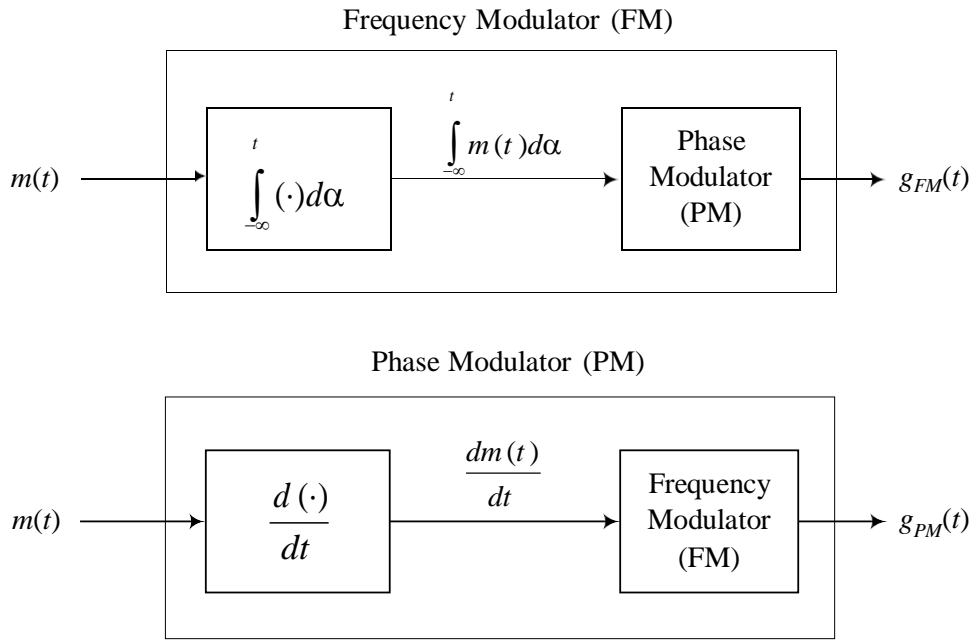 Frequency Modulator (FM)
m(t)
t
∫ (·)dα
−∞
t
∫ m(t)dα
−∞
Phase
Modulator
(PM)
g_FM(t)
Phase Modulator (PM)
m(t)
d(·)
dt
dm(t)
dt
Frequency
Modulator
(FM)
g_PM(t)